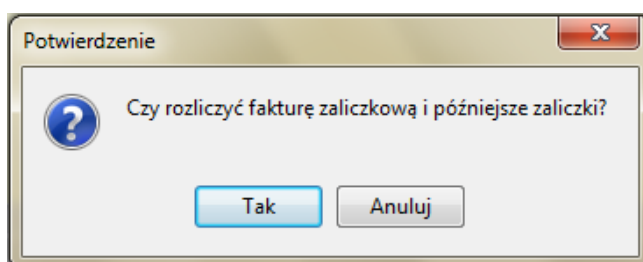 Potwierdzenie
Czy rozliczyć fakturę zaliczkową i późniejsze zaliczki?
Tak
Anuluj